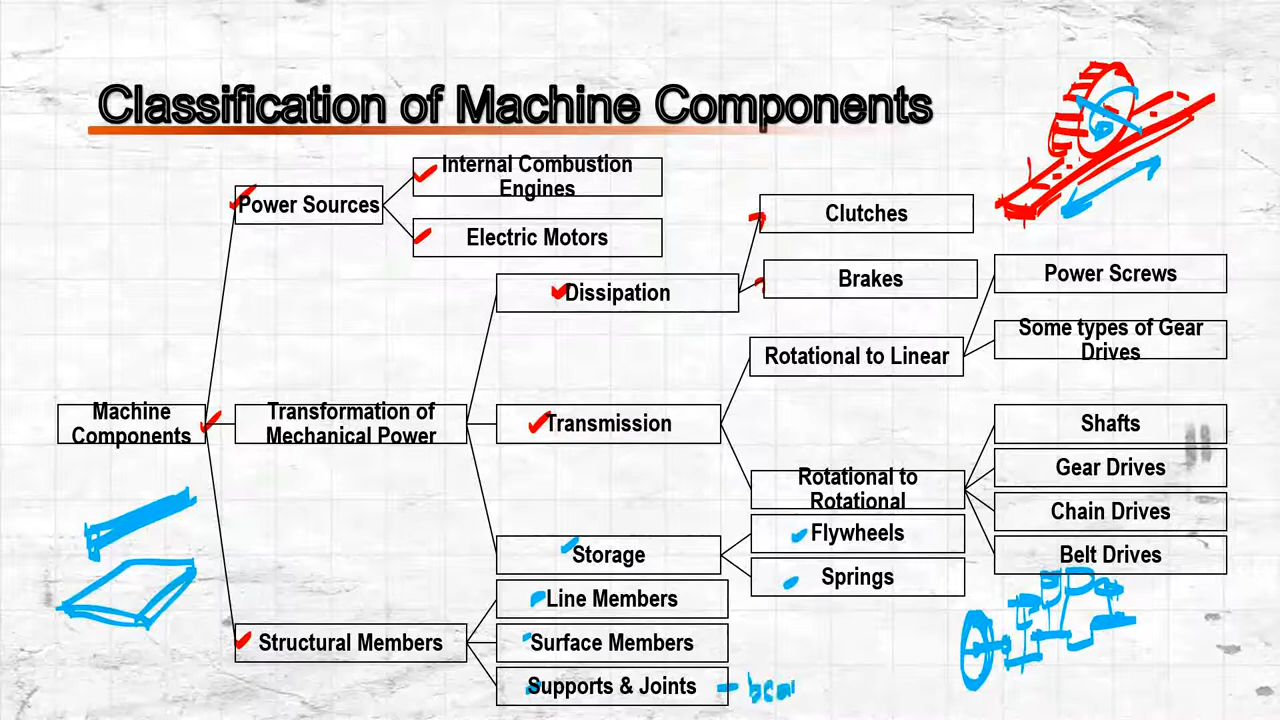 Classification of Machine Components
Internal Combustion
Engines
Power Sources
Electric Motors
Clutches
Dissipation
Brakes
Power Screws
Rotational to Linear
Some types of Gear
Drives
Machine
Components
Transformation of
Mechanical Power
Transmission
Shafts
Gear Drives
Rotational to
Rotational
Chain Drives
Flywheels
Storage
Belt Drives
Springs
Line Members
Structural Members
Surface Members
Supports & Joints